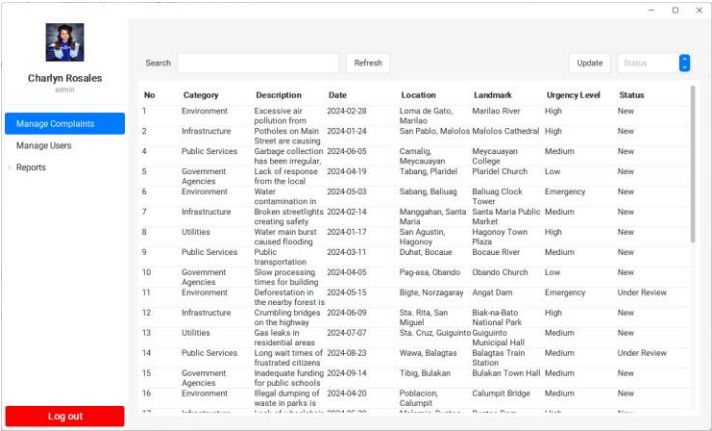 Charlyn Rosales
admin
Manage Complaints
Manage Users
Reports
Log out
Search Refresh Update Status
No Category Description Date Location Landmark Urgency Level Status
1 Environment Excessive air 2024-02-28 Loma de Gato, Marilao River High New
pollution from Marilao
2 Infrastructure Potholes on Main 2024-01-24 San Pablo, Malolos Malolos Cathedral High New
Street are causing
4 Public Services Garbage collection 2024-06-05 Camalig, Meycauayan Medium New
has been irregular, Meycauayan College
5 Government Lack of response 2024-04-19 Tabang, Plaridel Plaridel Church Low New
Agencies from the local
6 Environment Water 2024-05-03 Sabang, Baliuag Baliuag Clock Emergency New
contamination in Tower
7 Infrastructure Broken streetlights 2024-02-14 Manggahan, Santa Santa Maria Public Medium New
creating safety Maria Market
8 Utilities Water main burst 2024-01-17 San Agustin, Hagonoy Town High New
caused flooding Hagonoy Plaza
9 Public Services Public 2024-03-11 Duhat, Bocaue Bocaue River Medium New
transportation
10 Government Slow processing 2024-04-05 Pag-asa, Obando Obando Church Low New
Agencies times for building
11 Environment Deforestation in 2024-05-15 Bigte, Norzagaray Angat Dam Emergency Under Review
the nearby forest is
12 Infrastructure Crumbling bridges 2024-06-09 Sta. Rita, San Biak-na-Bato High New
on the highway Miguel National Park
13 Utilities Gas leaks in 2024-07-07 Sta. Cruz, Guiguinto Guiguinto Medium New
residential areas Municipal Hall
14 Public Services Long wait times of 2024-08-23 Wawa, Balagtas Balagtas Train Medium Under Review
frustrated citizens Station
15 Government Inadequate funding 2024-09-14 Tibig, Bulakan Bulakan Town Hall Medium New
Agencies for public schools
16 Environment Illegal dumping of 2024-04-20 Poblacion, Calumpit Bridge Medium New
waste in parks is Calumpit